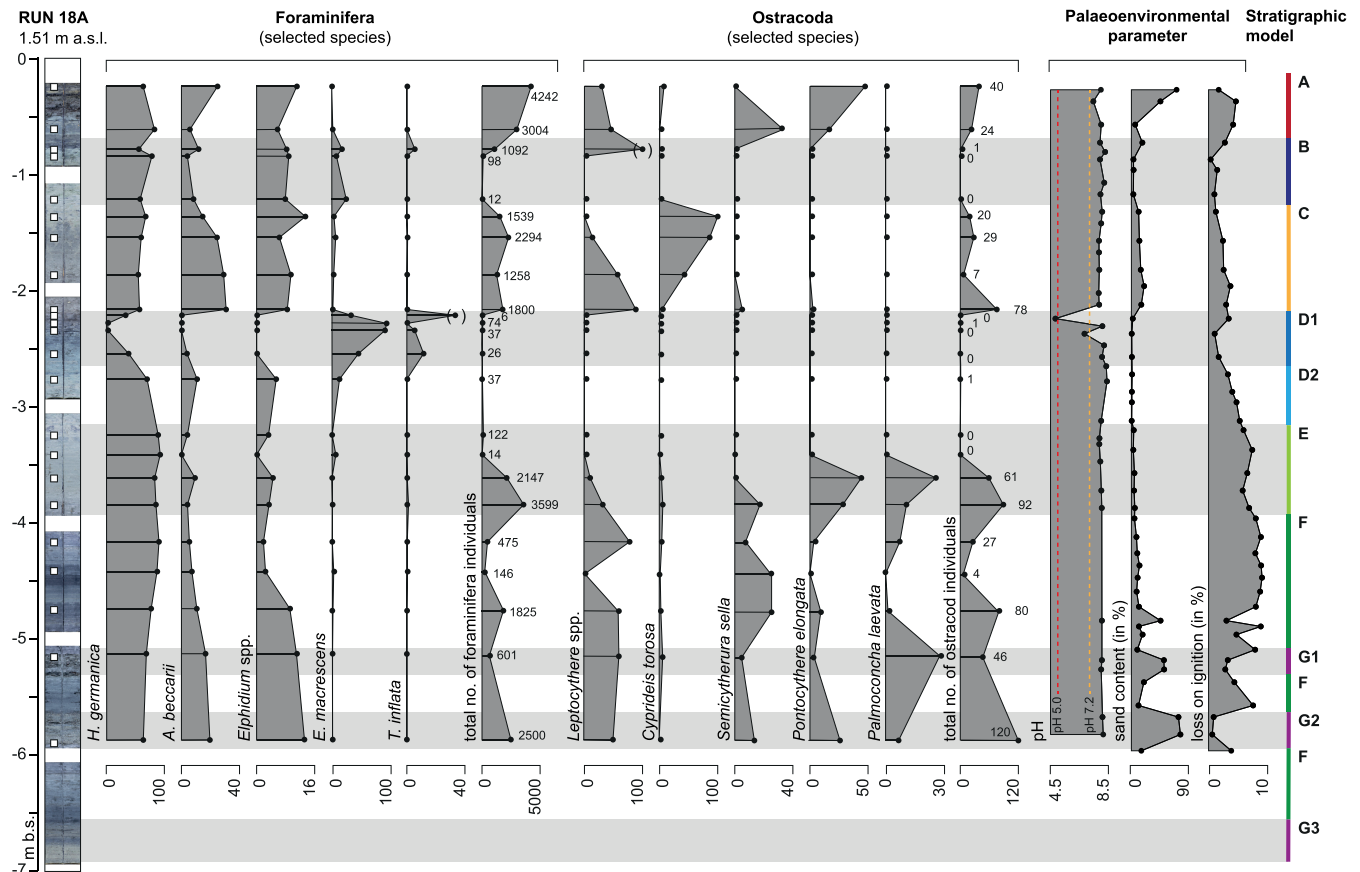 RUN 18A
1.51 m a.s.l.
Foraminifera
(selected species)
Ostracoda
(selected species)
Palaeoenvironmental
parameter
Stratigraphic
model
0
-1
-2
-3
-4
-5
-6
-7
m b.s.
H. germanica
A. beccarii
Elphidium spp.
E. macrescens
T. inflata
total no. of foraminifera individuals
Leptocythere spp.
Cyprideis torosa
Semicytherura sella
Pontocythere elongata
Palmoconcha laevata
total no. of ostracod individuals
pH
pH 5.0
pH 7.2
sand content (in %)
loss on ignition (in %)
4242
3004
1092
98
12
1539
2294
1258
1800
6
74
37
26
37
122
14
2147
3599
475
146
1825
601
2500
( )
( )
40
24
1
0
0
20
29
7
78
0
1
0
0
1
0
0
61
92
27
4
80
46
120
0 100
0 40
0 16
0 100
0 40
0 5000
0 100
0 100
0 40
0 50
0 30
0 120
4.5 8.5
0 90
0 10
A
B
C
D1
D2
E
F
G1
F
G2
F
G3